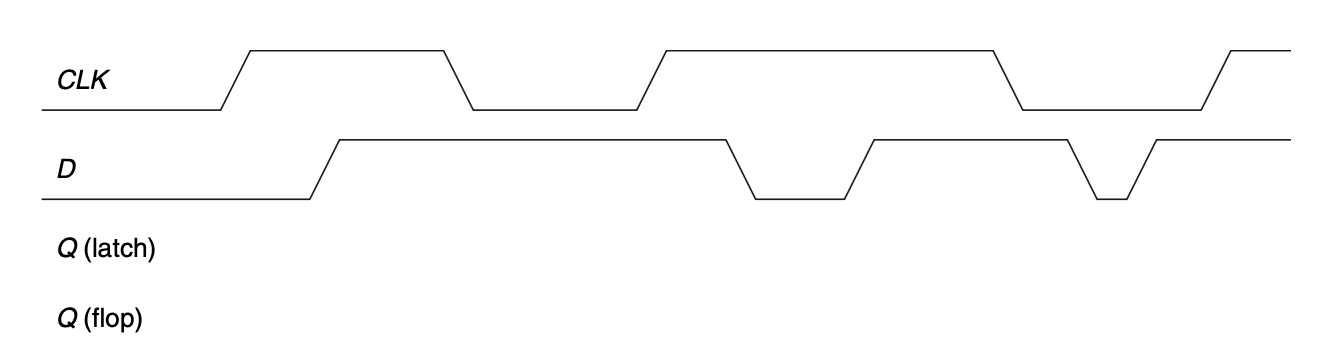 CLK
D
Q (latch)
Q (flop)